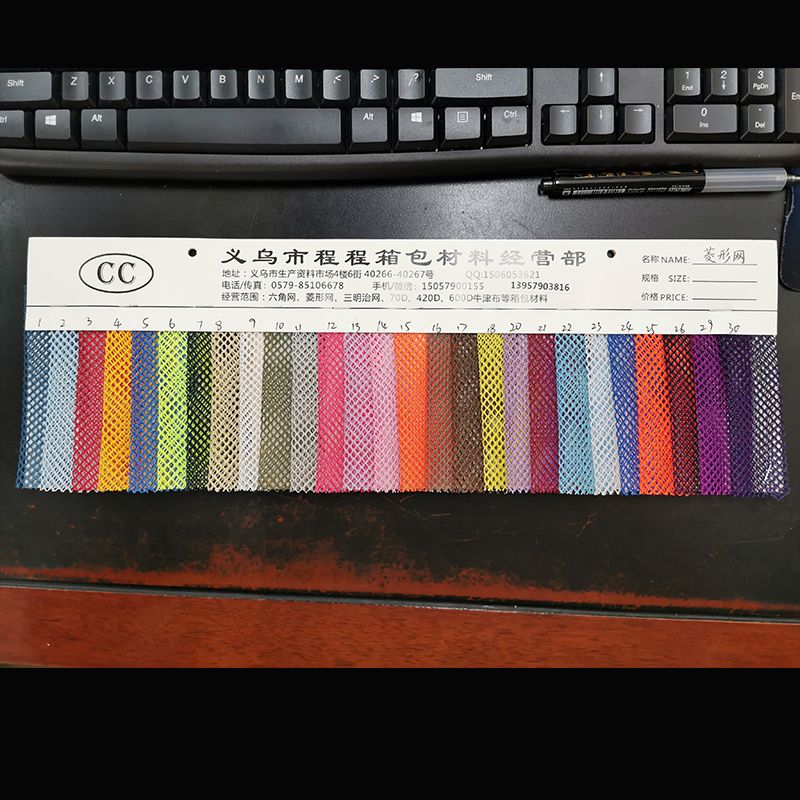 Shift Z X C V B N M < > ? Shift 1 End 2 3 PgDn
Ctrl Alt Alt Ctrl 0 Ins . Del
CC
义乌市程程箱包材料经营部
地址：义乌市生产资料市场4楼6街 40266-40267号 QQ:1506053621
电话/传真：0579-85106678 手机/微信：15057900155 13957903816
经营范围：六角网、菱形网、三明治网、70D、420D、600D牛津布等箱包材料
名称 NAME: 菱形网
规格 SIZE:
价格 PRICE:
1 2 3 4 5 6 7 8 9 10 11 12 13 14 15 16 17 18 20 21 22 23 24 25 26 29 30